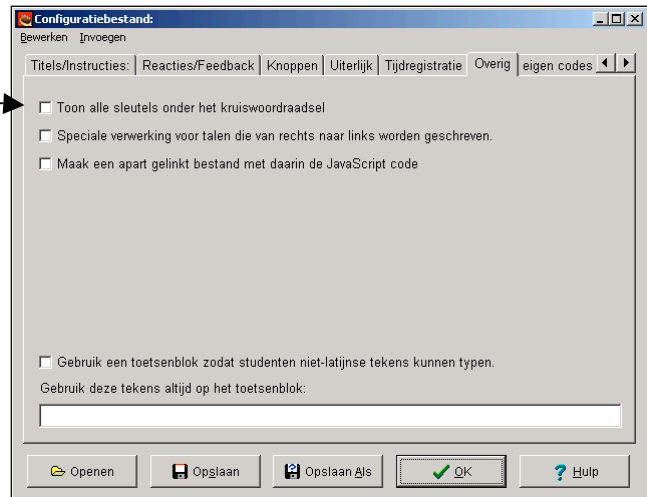 Configuratiebestand:
Bewerken Invoegen
Titels/Instructies: Reacties/Feedback Knoppen Uiterlijk Tijdregistratie Overig eigen codes
Toon alle sleutels onder het kruiswoordraadsel
Speciale verwerking voor talen die van rechts naar links worden geschreven.
Maak een apart gelinkt bestand met daarin de JavaScript code
Gebruik een toetsenblok zodat studenten niet-latijnse tekens kunnen typen.
Gebruik deze tekens altijd op het toetsenblok:
Openen Opslaan Opslaan Als OK Hulp